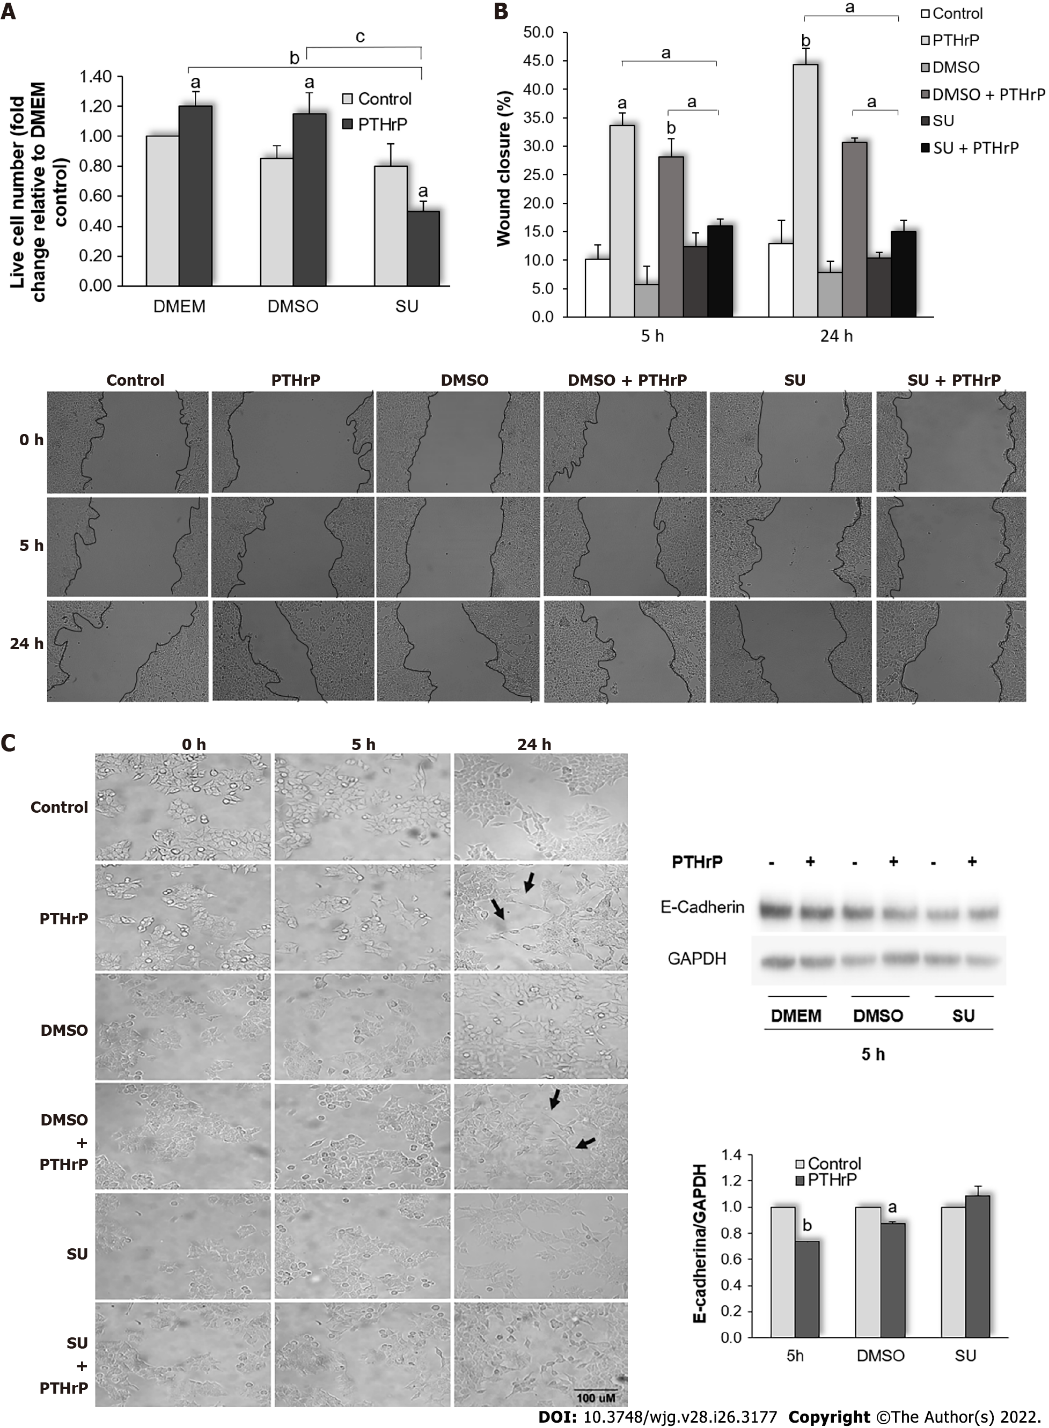 A
c
b
a
a
a
Live cell number (fold
change relative to DMEM
control)
1.40
1.20
1.00
0.80
0.60
0.40
0.20
0.00
Control
PTHrP
DMEM
DMSO
SU
B
a
b
a
a
a
b
a
Wound closure (%)
50.0
45.0
40.0
35.0
30.0
25.0
20.0
15.0
10.0
5.0
0.0
5 h
24 h
Control
PTHrP
DMSO
DMSO + PTHrP
SU
SU + PTHrP
Control PTHrP DMSO DMSO + PTHrP SU SU + PTHrP
0 h
5 h
24 h
C
0 h 5 h 24 h
Control
PTHrP
DMSO
DMSO
+
PTHrP
SU
SU
+
PTHrP
100 uM
PTHrP - + - + - +
E-Cadherin
GAPDH
DMEM DMSO SU
5 h
E-cadherina/GAPDH
1.4
1.2
1.0
0.8
0.6
0.4
0.2
0.0
Control
PTHrP
b
a
5h DMSO SU
DOI: 10.3748/wjg.v28.i26.3177 Copyright ©The Author(s) 2022.